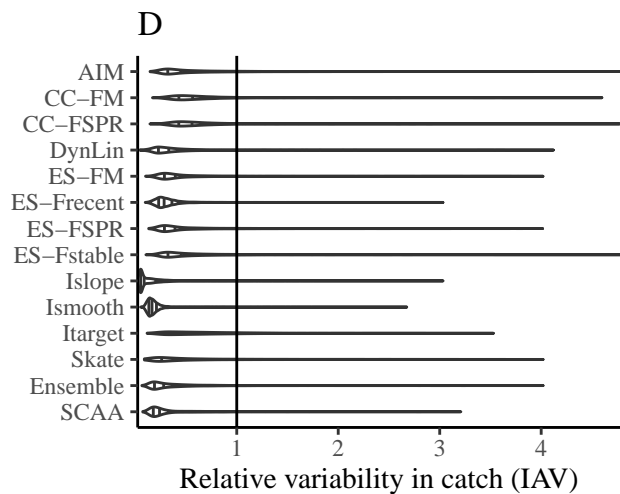 D
AIM
CC−FM
CC−FSPR
DynLin
ES−FM
ES−Frecent
ES−FSPR
ES−Fstable
Islope
Ismooth
Itarget
Skate
Ensemble
SCAA
1 2 3 4
Relative variability in catch (IAV)